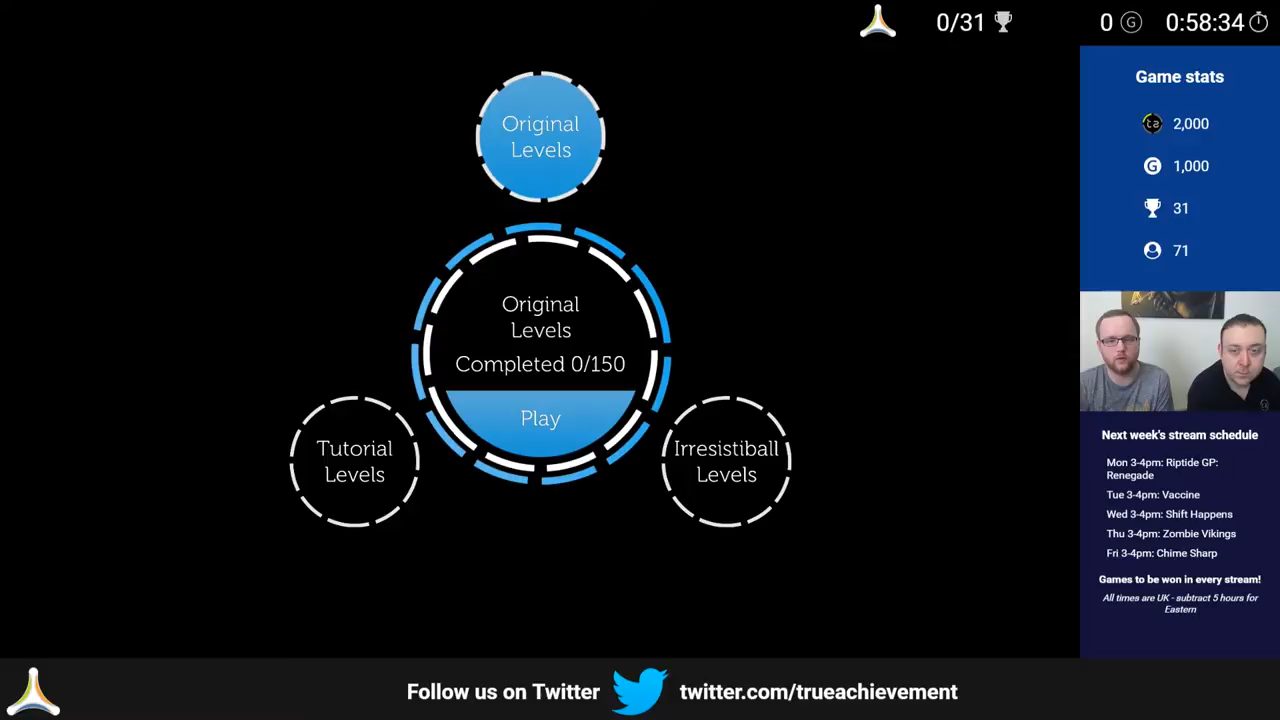 0/31
0 G
0:58:34
Original
Levels
Original
Levels
Completed 0/150
Play
Tutorial
Levels
Irresistiball
Levels
Game stats
ta 2,000
G 1,000
31
71
Next week's stream schedule
Mon 3-4pm: Riptide GP:
Renegade
Tue 3-4pm: Vaccine
Wed 3-4pm: Shift Happens
Thu 3-4pm: Zombie Vikings
Fri 3-4pm: Chime Sharp
Games to be won in every stream!
All times are UK - subtract 5 hours for
Eastern
Follow us on Twitter
twitter.com/trueachievement